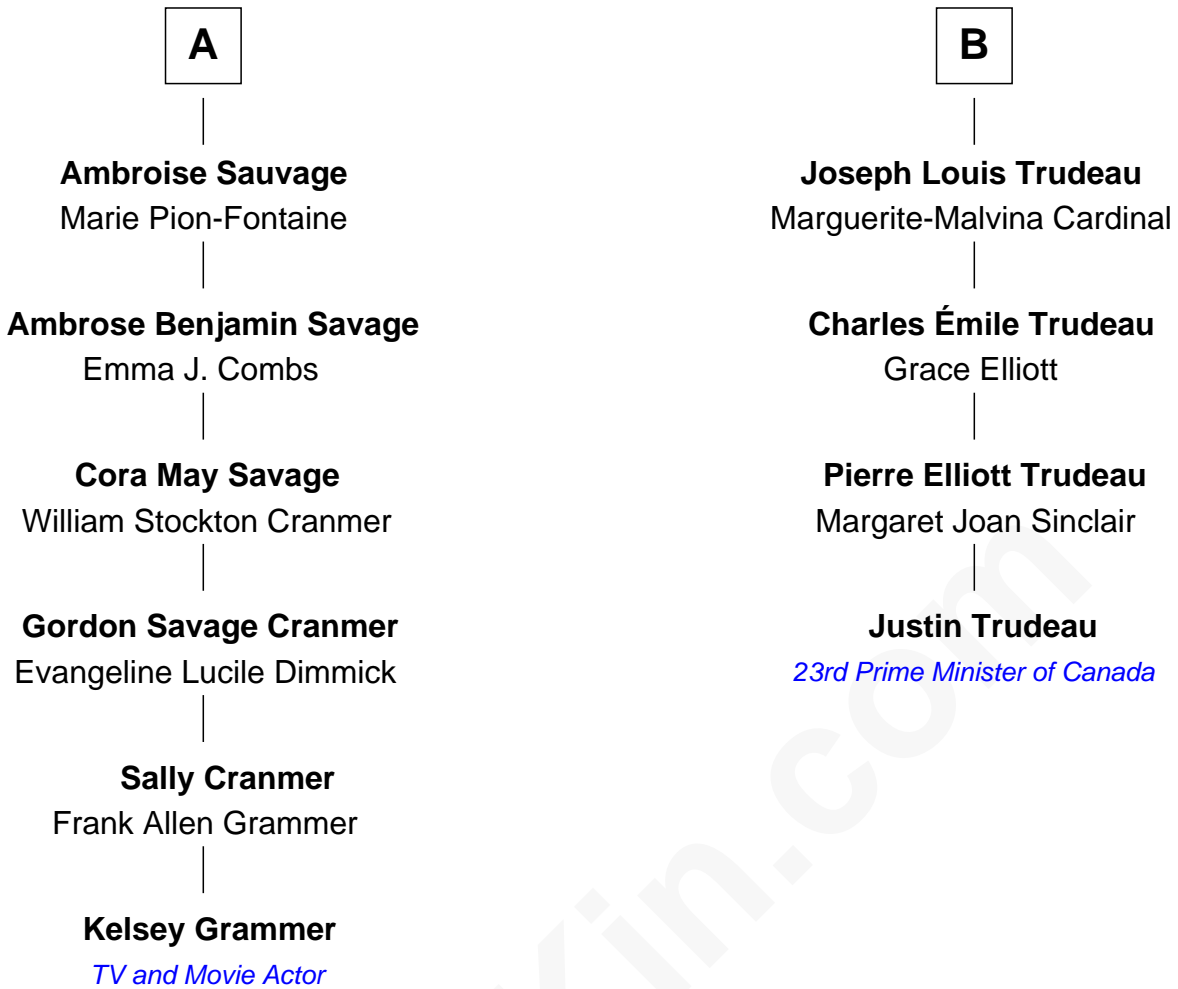 A
Ambroise Sauvage
Marie Pion-Fontaine
Ambrose Benjamin Savage
Emma J. Combs
Cora May Savage
William Stockton Cranmer
Gordon Savage Cranmer
Evangeline Lucile Dimmick
Sally Cranmer
Frank Allen Grammer
Kelsey Grammer
TV and Movie Actor
B
Joseph Louis Trudeau
Marguerite-Malvina Cardinal
Charles Émile Trudeau
Grace Elliott
Pierre Elliott Trudeau
Margaret Joan Sinclair
Justin Trudeau
23rd Prime Minister of Canada
Kin.com